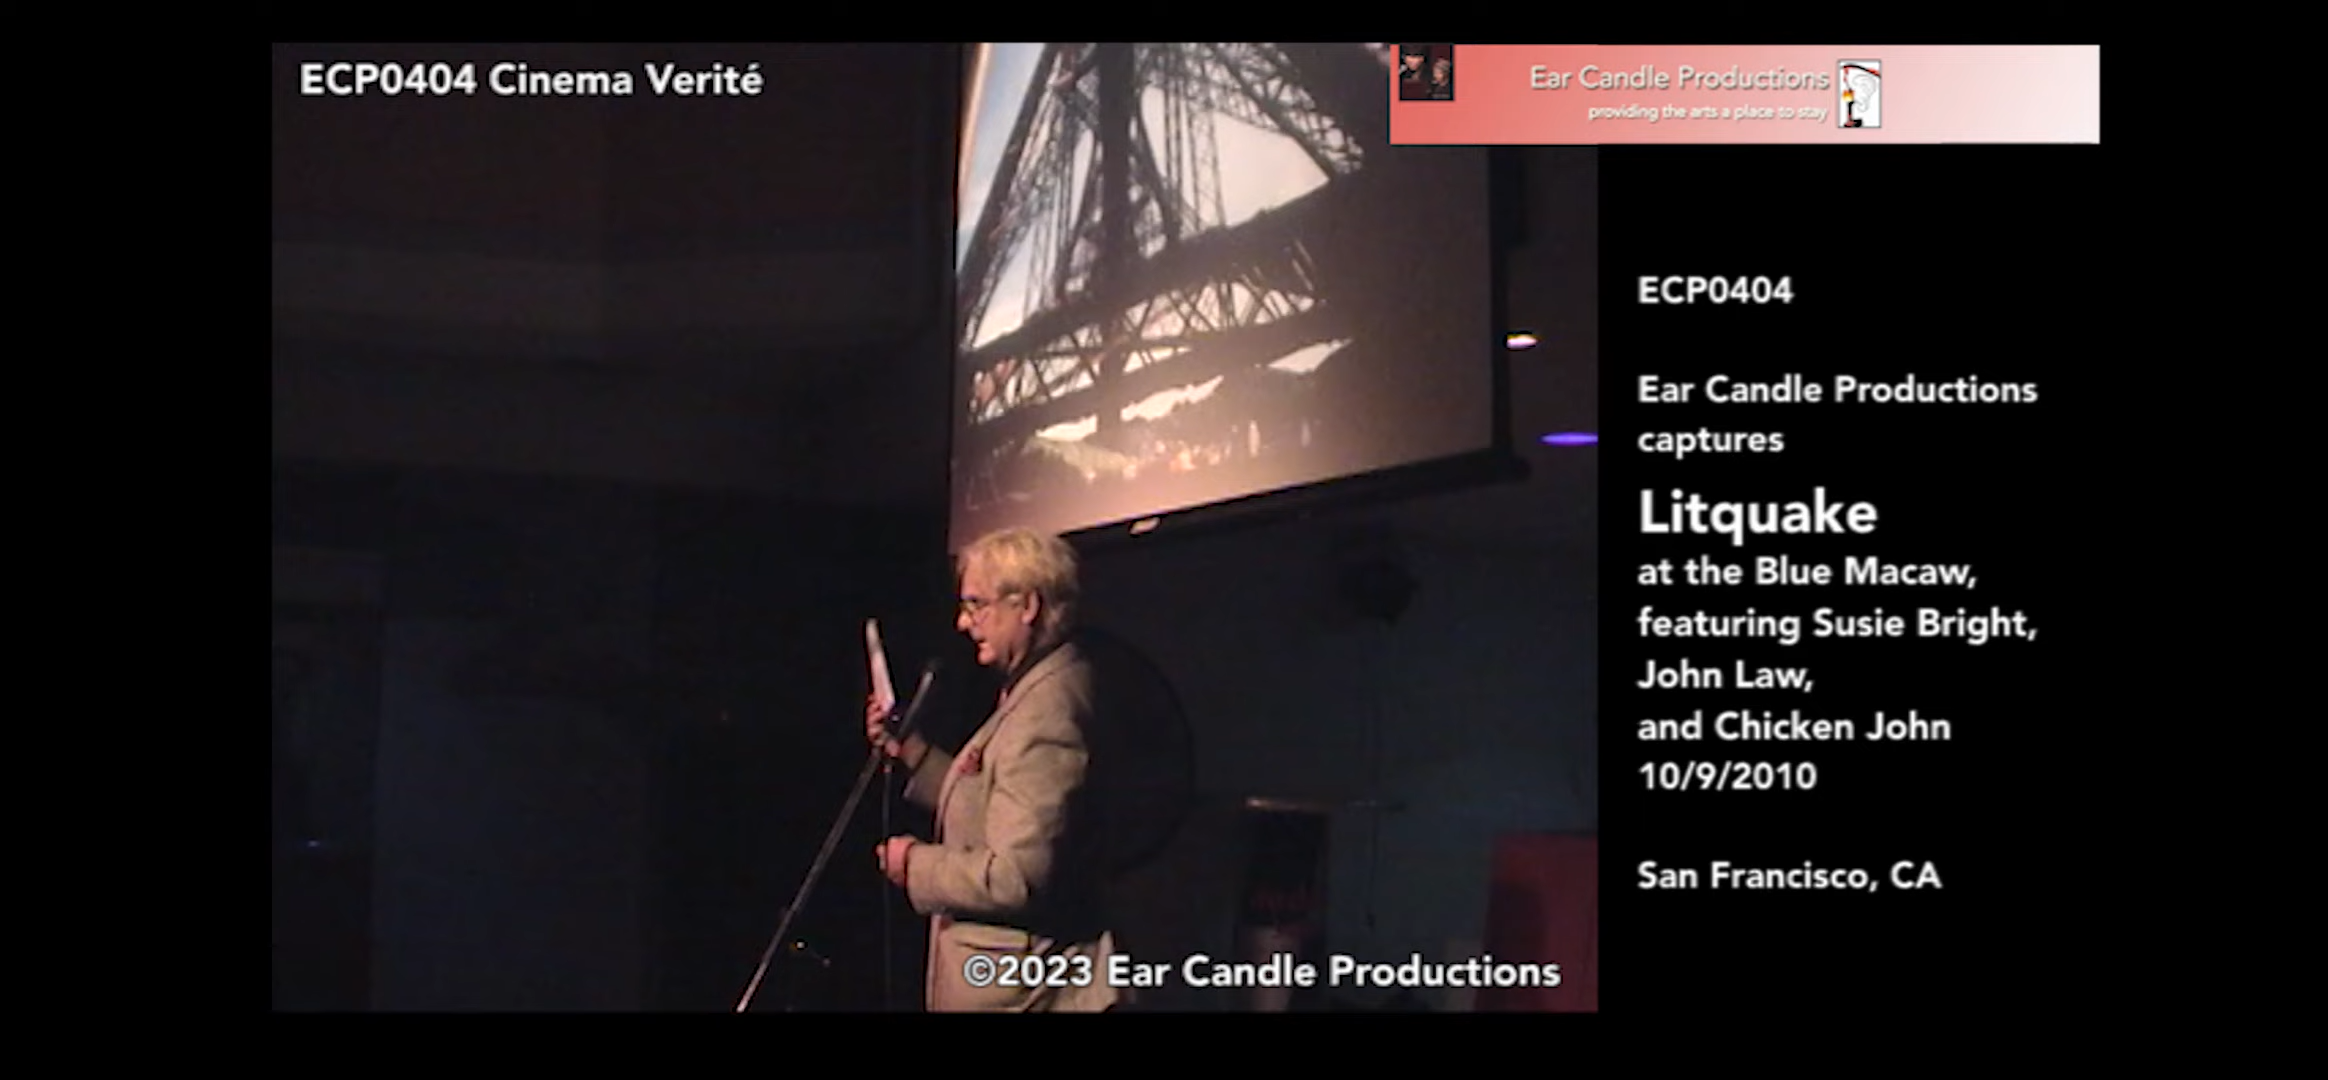 ECP0404 Cinema Verité
Ear Candle Productions
providing the arts a place to stay
ECP0404
Ear Candle Productions
captures
Litquake
at the Blue Macaw,
featuring Susie Bright,
John Law,
and Chicken John
10/9/2010
San Francisco, CA
©2023 Ear Candle Productions